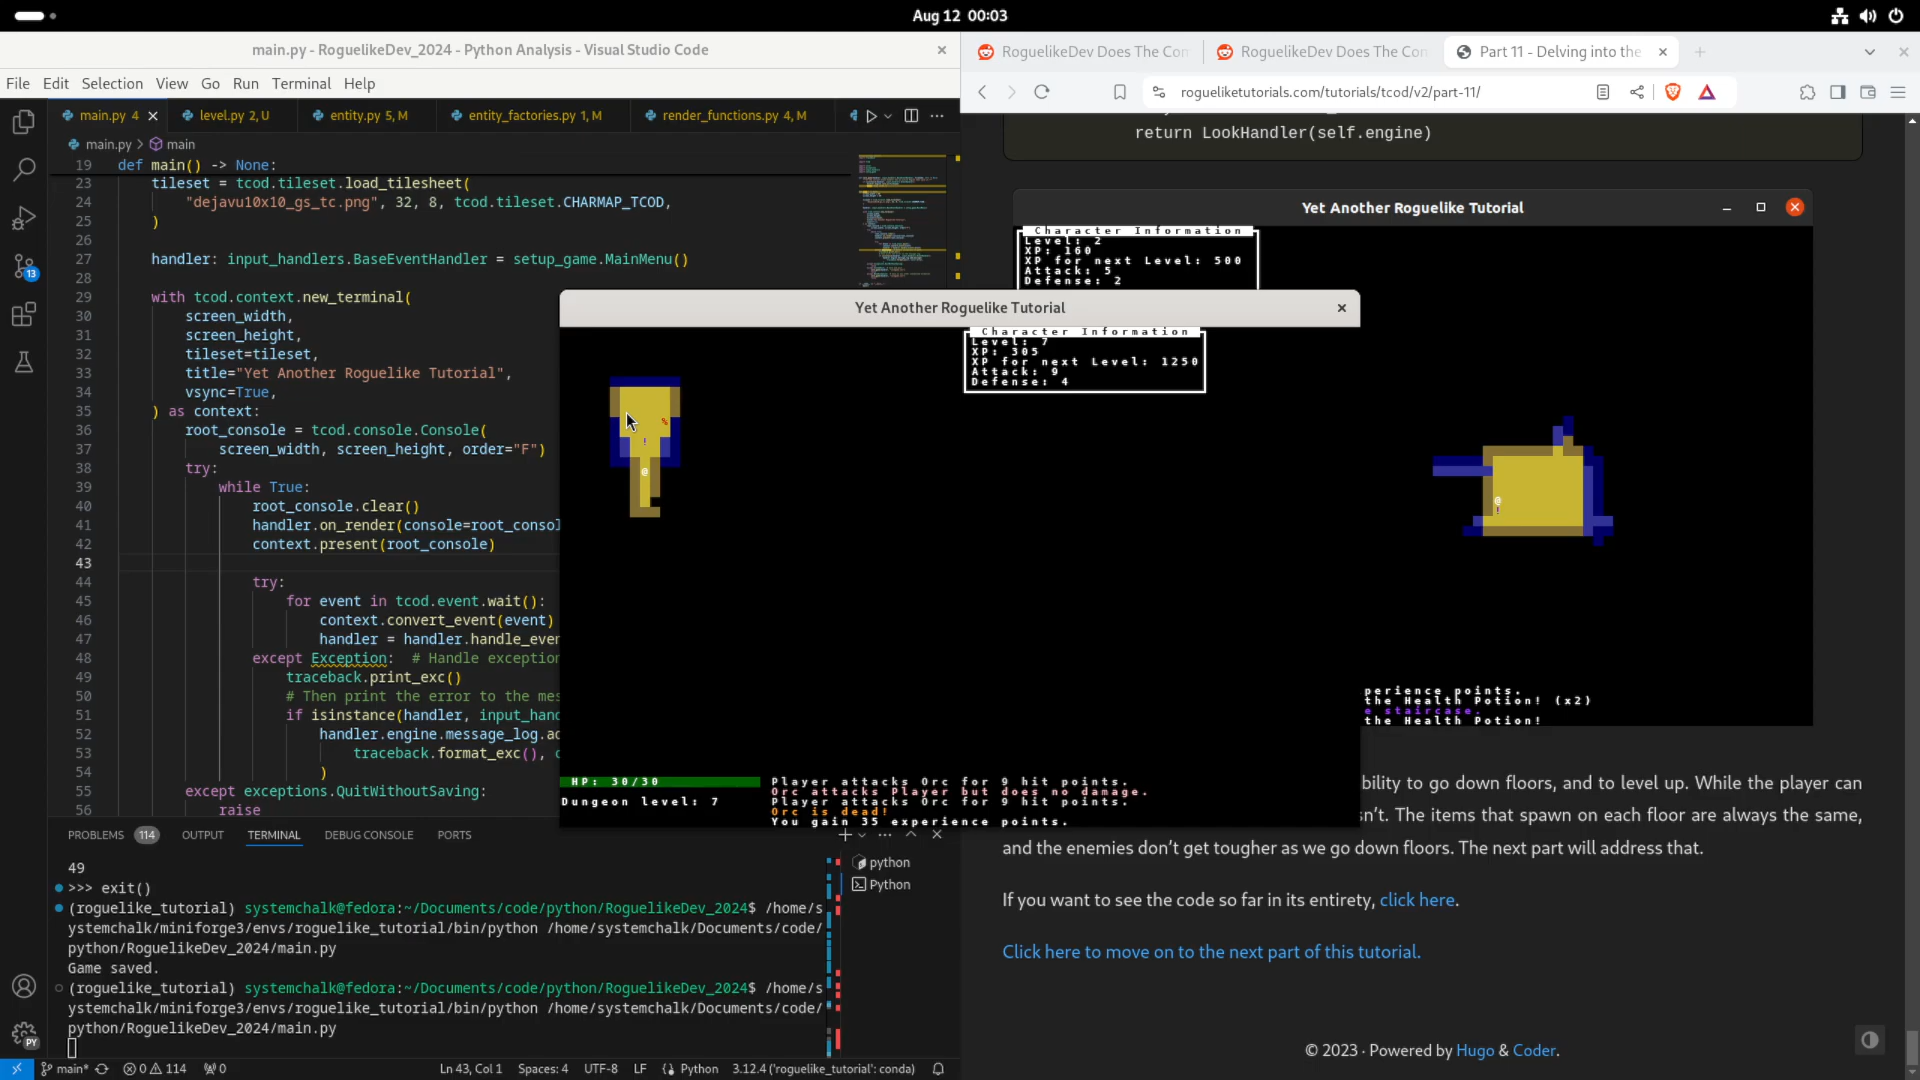 Aug 12 00:03
main.py - RoguelikeDev_2024 - Python Analysis - Visual Studio Code
File Edit Selection View Go Run Terminal Help
main.py 4
level.py 2, U
entity.py 5, M
entity_factories.py 1, M
render_functions.py 4, M
main.py > main
19 def main() -> None:
23 tileset = tcod.tileset.load_tilesheet(
24 "dejavu10x10_gs_tc.png", 32, 8, tcod.tileset.CHARMAP_TCOD,
25 )
26
27 handler: input_handlers.BaseEventHandler = setup_game.MainMenu()
28
29 with tcod.context.new_terminal(
30 screen_width,
31 screen_height,
32 tileset=tileset,
33 title="Yet Another Roguelike Tutorial",
34 vsync=True,
35 ) as context:
36 root_console = tcod.console.Console(
37 screen_width, screen_height, order="F")
38 try:
39 while True:
40 root_console.clear()
41 handler.on_render(console=root_consol
42 context.present(root_console)
43
44 try:
45 for event in tcod.event.wait():
46 context.convert_event(event)
47 handler = handler.handle_even
48 except Exception: # Handle exception
49 traceback.print_exc()
50 # Then print the error to the mes
51 if isinstance(handler, input_hand
52 handler.engine.message_log.ad
53 traceback.format_exc(), c
54 )
55 except exceptions.QuitWithoutSaving:
56 raise
PROBLEMS 114 OUTPUT TERMINAL DEBUG CONSOLE PORTS
49
>>> exit()
(roguelike_tutorial) systemchalk@fedora:~/Documents/code/python/RoguelikeDev_2024$ /home/s
ystemchalk/miniforge3/envs/roguelike_tutorial/bin/python /home/systemchalk/Documents/code/
python/RoguelikeDev_2024/main.py
Game saved.
(roguelike_tutorial) systemchalk@fedora:~/Documents/code/python/RoguelikeDev_2024$ /home/s
ystemchalk/miniforge3/envs/roguelike_tutorial/bin/python /home/systemchalk/Documents/code/
python/RoguelikeDev_2024/main.py
python
Python
13
PY
main* 0 114 0 Ln 43, Col 1 Spaces: 4 UTF-8 LF Python 3.12.4 ('roguelike_tutorial': conda)
Yet Another Roguelike Tutorial
Character Information
Level: 7
XP: 305
XP for next Level: 1250
Attack: 9
Defense: 4
%
!
@
HP: 30/30
Dungeon level: 7
Player attacks Orc for 9 hit points.
Orc attacks Player but does no damage.
Player attacks Orc for 9 hit points.
Orc is dead!
You gain 35 experience points.
RoguelikeDev Does The Con
RoguelikeDev Does The Con
Part 11 - Delving into the
rogueliketutorials.com/tutorials/tcod/v2/part-11/
return LookHandler(self.engine)
Yet Another Roguelike Tutorial
Character Information
Level: 2
XP: 160
XP for next Level: 500
Attack: 5
Defense: 2
@
!
perience points.
the Health Potion! (x2)
e staircase.
the Health Potion!
bility to go down floors, and to level up. While the player can
n't. The items that spawn on each floor are always the same,
and the enemies don't get tougher as we go down floors. The next part will address that.
If you want to see the code so far in its entirety, click here.
Click here to move on to the next part of this tutorial.
© 2023 · Powered by Hugo & Coder.